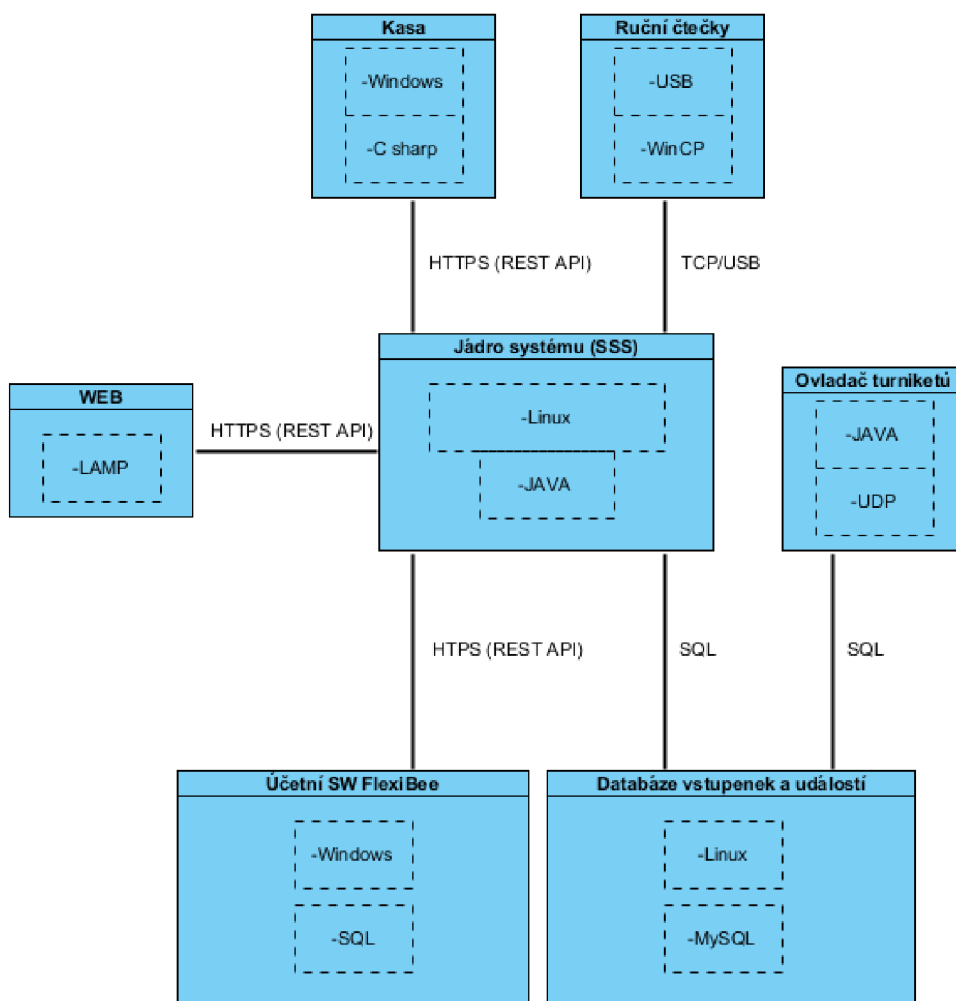 Kasa
-Windows
-C sharp
Ruční čtečky
-USB
-WinCP
HTTPS (REST API)
TCP/USB
Jádro systému (SSS)
-Linux
-JAVA
WEB
-LAMP
HTTPS (REST API)
Ovladač turniketů
-JAVA
-UDP
HTPS (REST API)
SQL
SQL
Účetní SW FlexiBee
-Windows
-SQL
Databáze vstupenek a událostí
-Linux
-MySQL